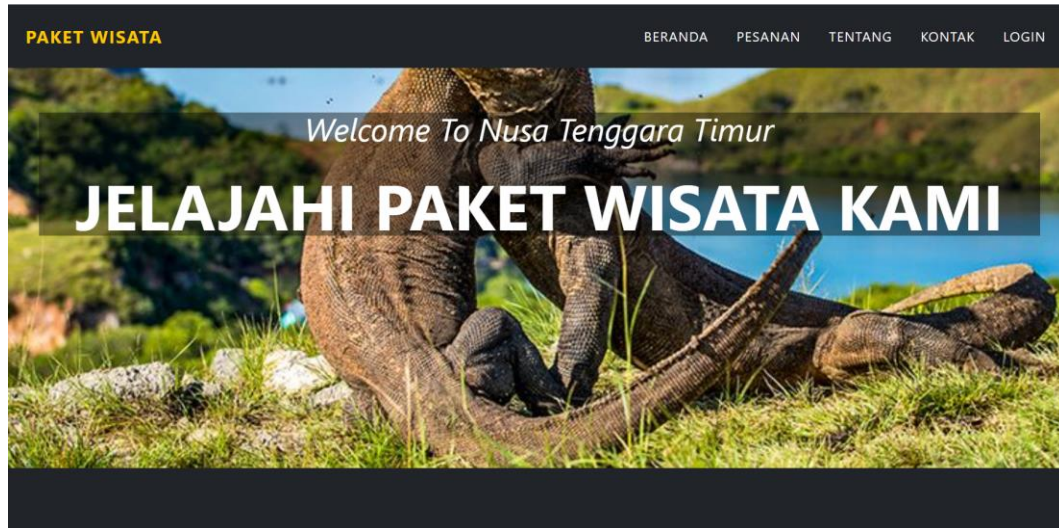 PAKET WISATA
BERANDA PESANAN TENTANG KONTAK LOGIN
Welcome To Nusa Tenggara Timur
JELAJAHI PAKET WISATA KAMI